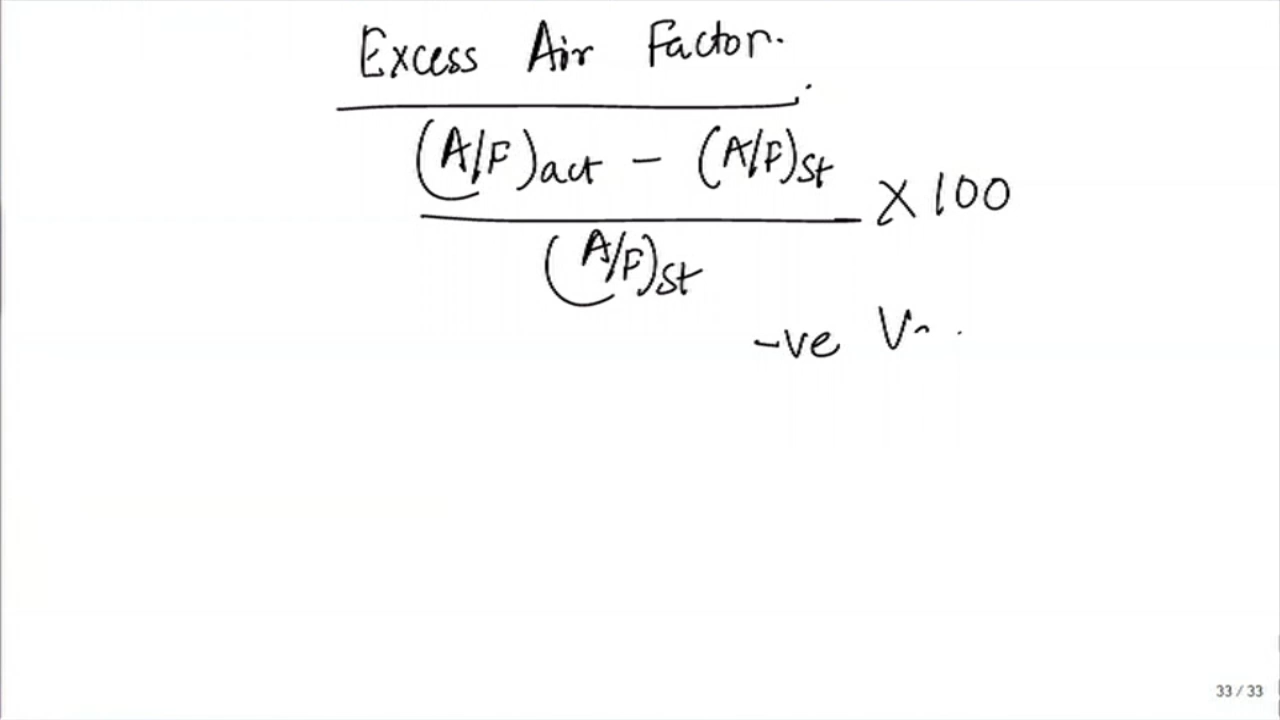 Excess Air Factor.
(A/F)act - (A/F)st
× 100
(A/F)st
-ve
33 / 33